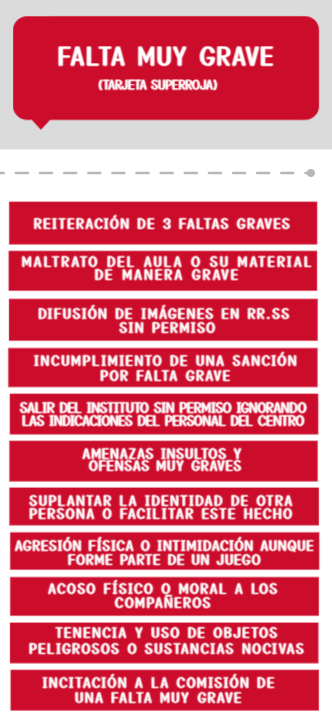 FALTA MUY GRAVE
(TARJETA SUPERROJA)
REITERACIÓN DE 3 FALTAS GRAVES
MALTRATO DEL AULA O SU MATERIAL
DE MANERA GRAVE
DIFUSIÓN DE IMÁGENES EN RR.SS
SIN PERMISO
INCUMPLIMIENTO DE UNA SANCIÓN
POR FALTA GRAVE
SALIR DEL INSTITUTO SIN PERMISO IGNORANDO
LAS INDICACIONES DEL PERSONAL DEL CENTRO
AMENAZAS INSULTOS Y
OFENSAS MUY GRAVES
SUPLANTAR LA IDENTIDAD DE OTRA
PERSONA O FACILITAR ESTE HECHO
AGRESIÓN FÍSICA O INTIMIDACIÓN AUNQUE
FORME PARTE DE UN JUEGO
ACOSO FÍSICO O MORAL A LOS
COMPAÑEROS
TENENCIA Y USO DE OBJETOS
PELIGROSOS O SUSTANCIAS NOCIVAS
INCITACIÓN A LA COMISIÓN DE
UNA FALTA MUY GRAVE